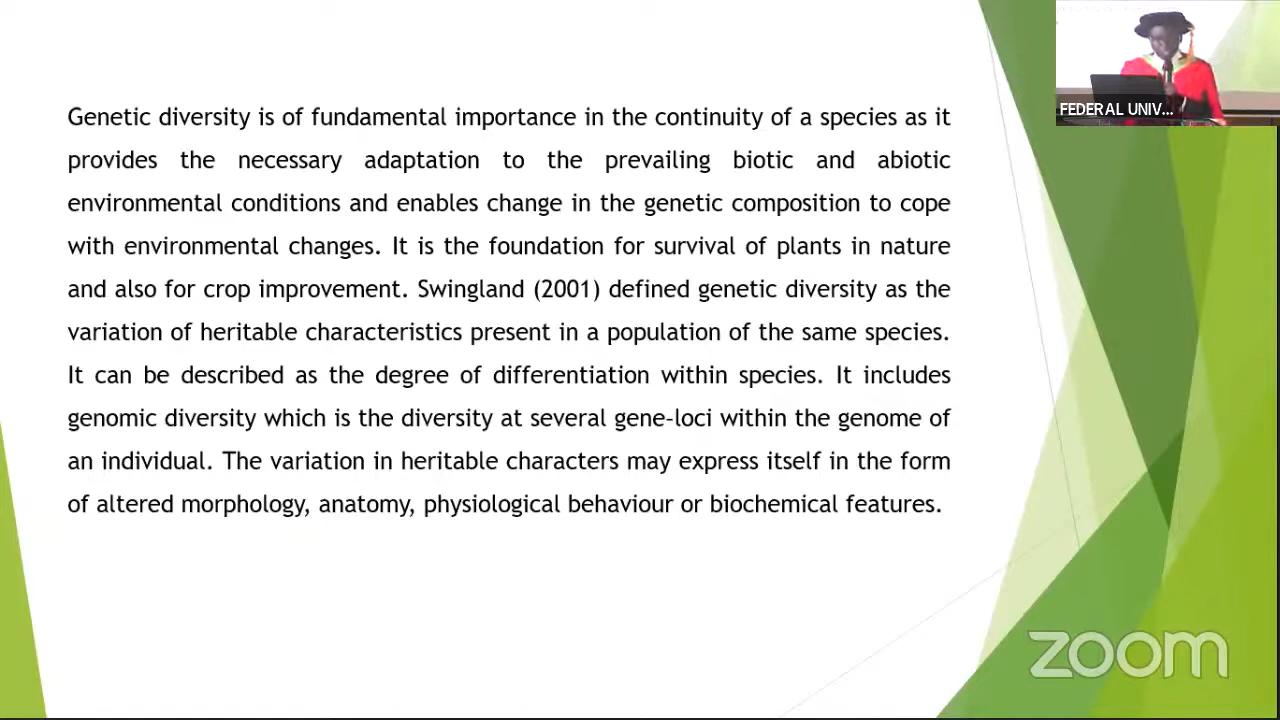 Genetic diversity is of fundamental importance in the continuity of a species as it
provides the necessary adaptation to the prevailing biotic and abiotic
environmental conditions and enables change in the genetic composition to cope
with environmental changes. It is the foundation for survival of plants in nature
and also for crop improvement. Swingland (2001) defined genetic diversity as the
variation of heritable characteristics present in a population of the same species.
It can be described as the degree of differentiation within species. It includes
genomic diversity which is the diversity at several gene-loci within the genome of
an individual. The variation in heritable characters may express itself in the form
of altered morphology, anatomy, physiological behaviour or biochemical features.
FEDERAL UNIV...
zoom